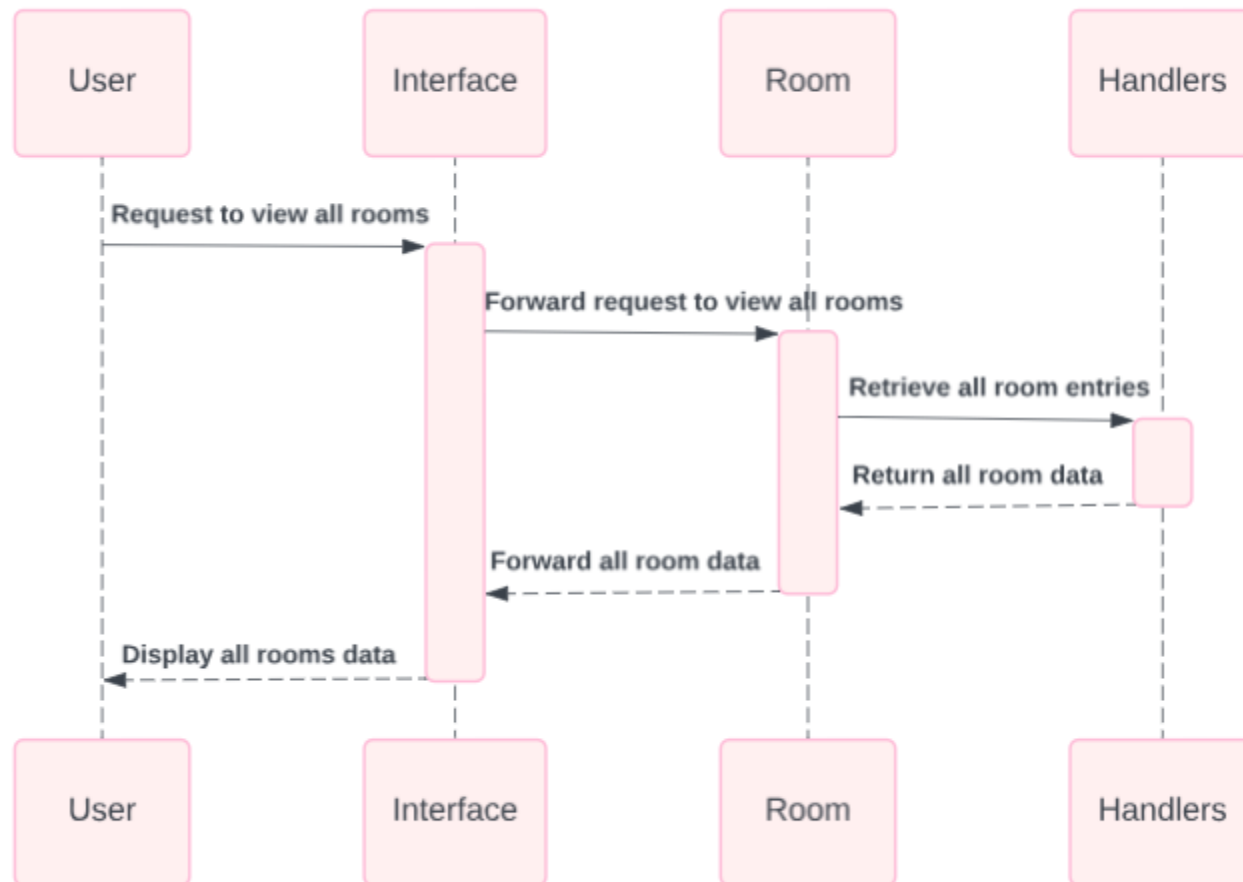 User
Interface
Room
Handlers
Request to view all rooms
Forward request to view all rooms
Retrieve all room entries
Return all room data
Forward all room data
Display all rooms data
User
Interface
Room
Handlers